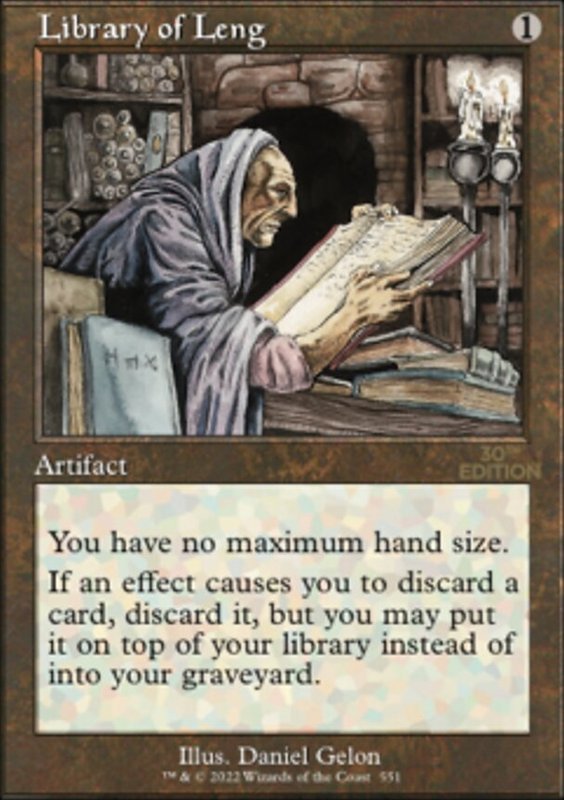 Library of Leng 1
Artifact
30TH EDITION
You have no maximum hand size.
If an effect causes you to discard a
card, discard it, but you may put
it on top of your library instead of
into your graveyard.
Illus. Daniel Gelon
™ & © 2022 Wizards of the Coast 551